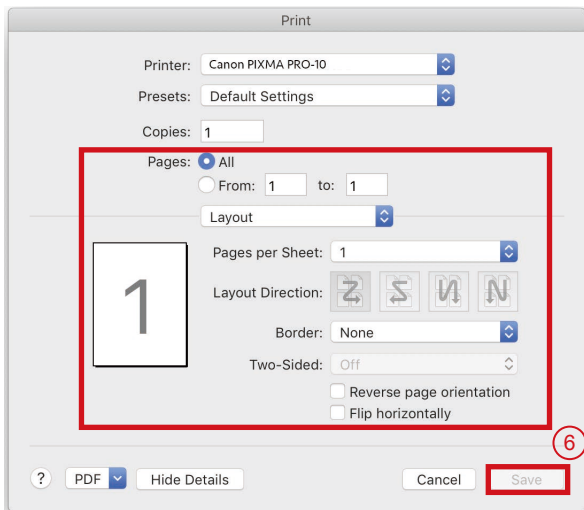 Print
Printer: Canon PIXMA PRO-10
Presets: Default Settings
Copies: 1
Pages: All
From: 1 to: 1
Layout
1
Pages per Sheet: 1
Layout Direction:
Border: None
Two-Sided: Off
Reverse page orientation
Flip horizontally
6
? PDF Hide Details Cancel Save